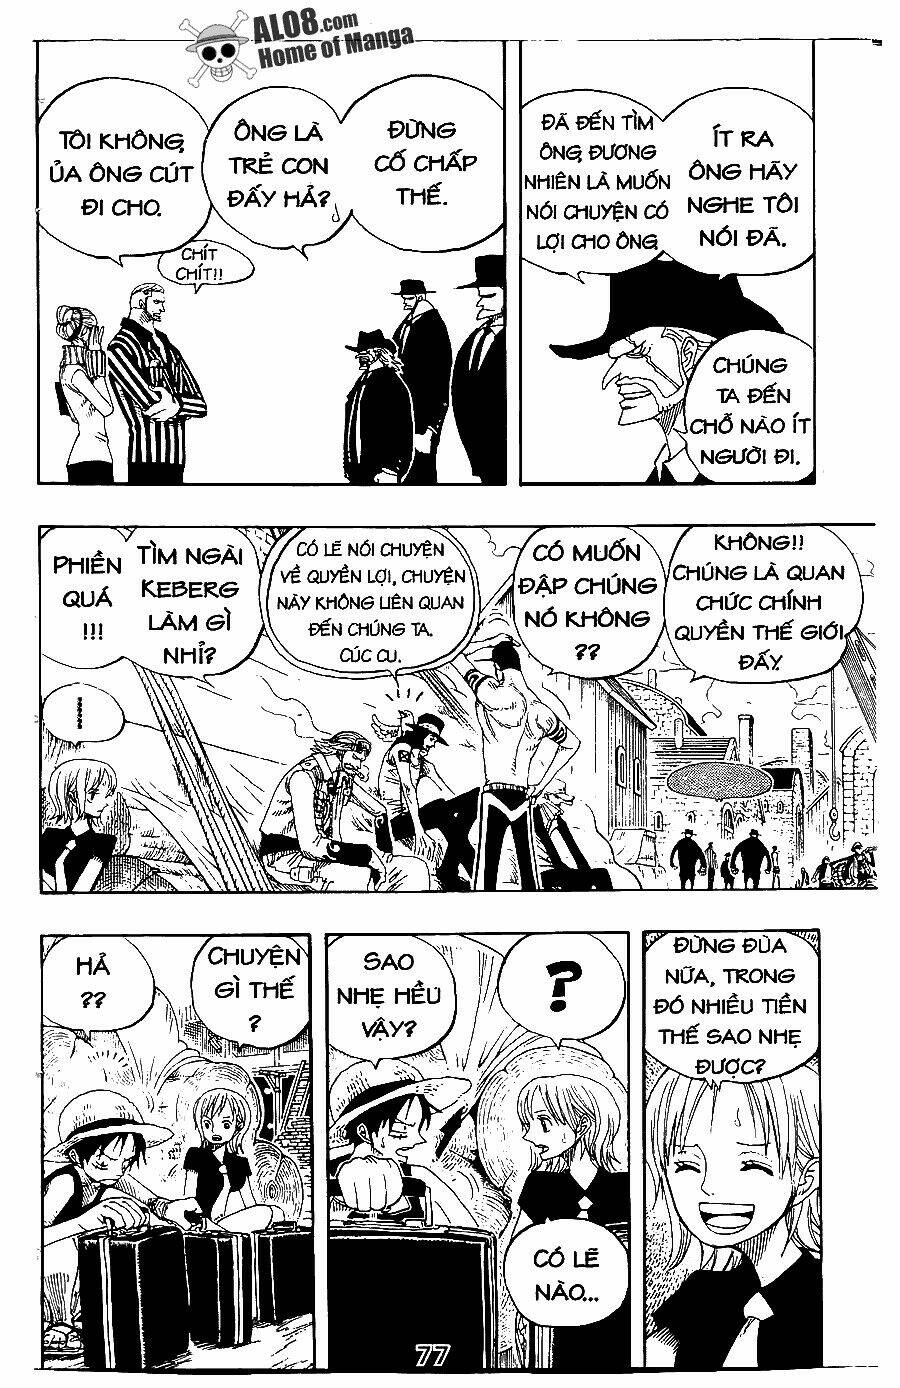 AL08.com
Home of Manga
TÔI KHÔNG,
ỦA ÔNG CÚT
ĐI CHO.
ÔNG LÀ
TRẺ CON
ĐẤY HẢ?
ĐỪNG
CỐ CHẤP
THẾ.
CHÍT
CHÍT!!
ĐÃ ĐẾN TÌM
ÔNG, ĐƯƠNG
NHIÊN LÀ MUỐN
NÓI CHUYỆN CÓ
LỢI CHO ÔNG
ÍT RA
ÔNG HÃY
NGHE TÔI
NÓI ĐÃ.
CHÚNG
TA ĐẾN
CHỖ NÀO ÍT
NGƯỜI ĐI.
PHIỀN
QUÁ
!!!
TÌM NGÀI
KEBERG
LÀM GÌ
NHỈ?
CÓ LẼ NÓI CHUYỆN
VỀ QUYỀN LỢI, CHUYỆN
NÀY KHÔNG LIÊN QUAN
ĐẾN CHÚNG TA.
CÚC CU.
CÓ MUỐN
ĐẬP CHÚNG
NÓ KHÔNG
??
KHÔNG!!
CHÚNG LÀ QUAN
CHỨC CHÍNH
QUYỀN THẾ GIỚI
ĐẤY.
HẢ
??
CHUYỆN
GÌ THẾ
?
SAO
NHẸ HỀU
VẬY?
?
CÓ LẼ
NÀO...
ĐỪNG ĐÙA
NỮA, TRONG
ĐÓ NHIỀU TIỀN
THẾ SAO NHẸ
ĐƯỢC?
77